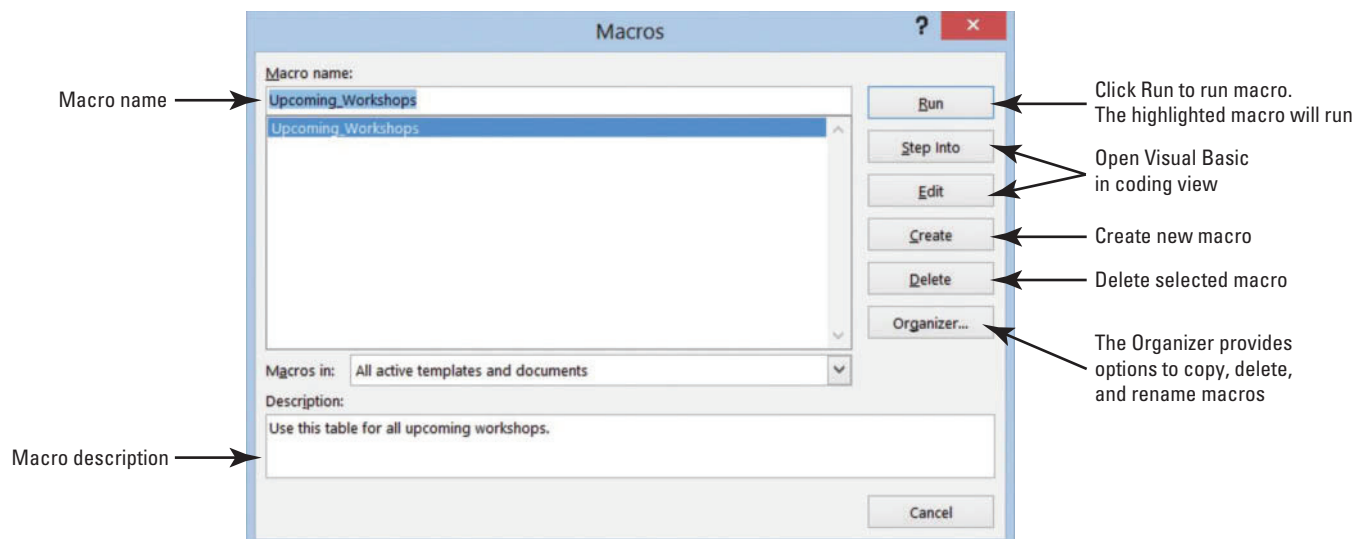 Macros
?
×
Macro name:
Macro name
Upcoming_Workshops
Upcoming_Workshops
Run
Click Run to run macro.
The highlighted macro will run
Step Into
Open Visual Basic
in coding view
Edit
Create
Create new macro
Delete
Delete selected macro
Organizer...
The Organizer provides
options to copy, delete,
and rename macros
Macros in: All active templates and documents
Description:
Use this table for all upcoming workshops.
Macro description
Cancel